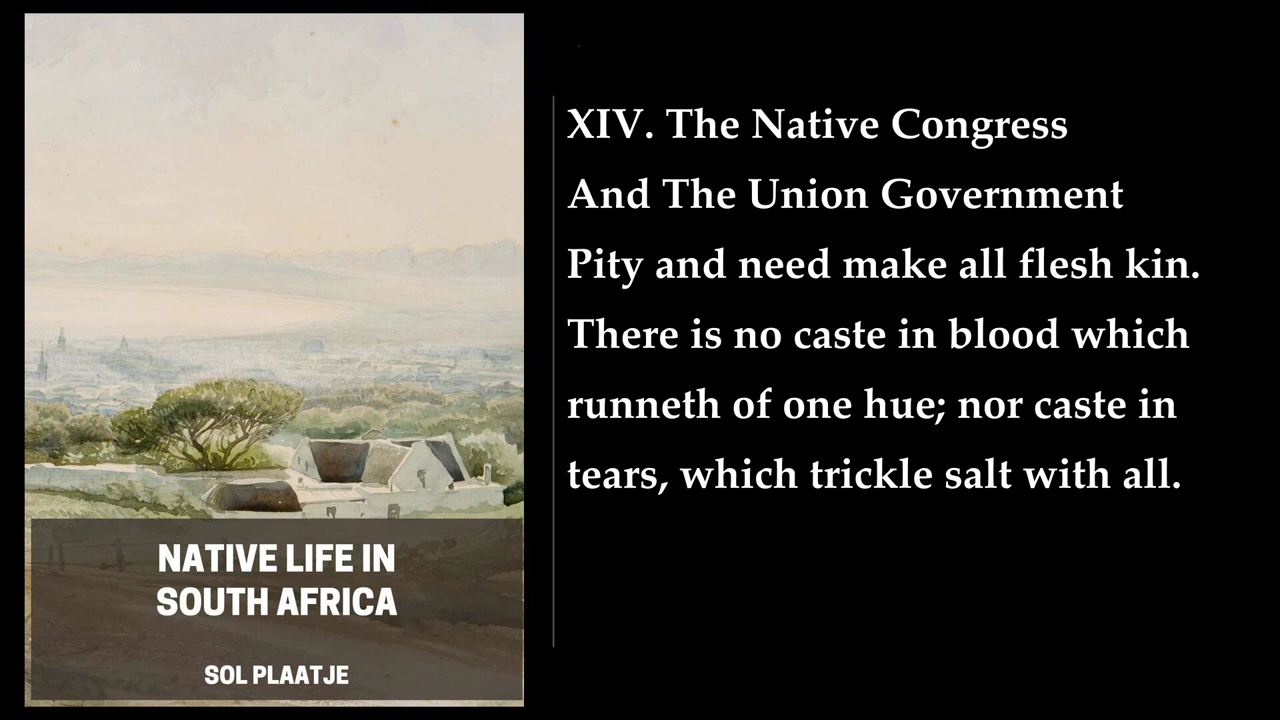 NATIVE LIFE IN
SOUTH AFRICA
SOL PLAATJE
XIV. The Native Congress
And The Union Government
Pity and need make all flesh kin.
There is no caste in blood which
runneth of one hue; nor caste in
tears, which trickle salt with all.